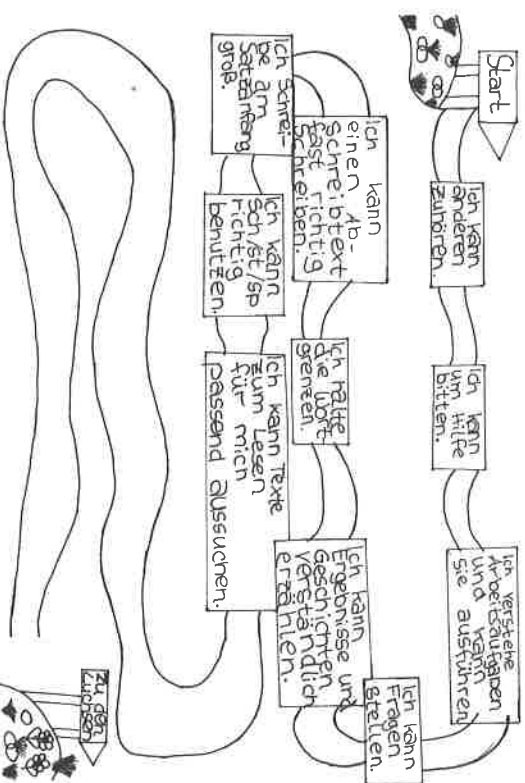 Start
Ich kann
anderen
zuhören.
Ich kann
um Hilfe
bitten.
Ich verstehe
Arbeitsaufgaben
und kann
sie ausführen
Ich kann
Fragen
stellen.
Ich kann
Ergebnisse und
Geschichten
verständlich
erzählen.
Ich halte
die Wort-
grenzen.
Ich kann
einen Ab-
schreibtext
fast richtig
schreiben.
Ich schrei-
be am
Satzanfang
groß.
Ich kann
sch/st/sp
richtig
benutzen.
Ich kann Texte
zum Lesen
für mich
passend aussuchen.
zu den